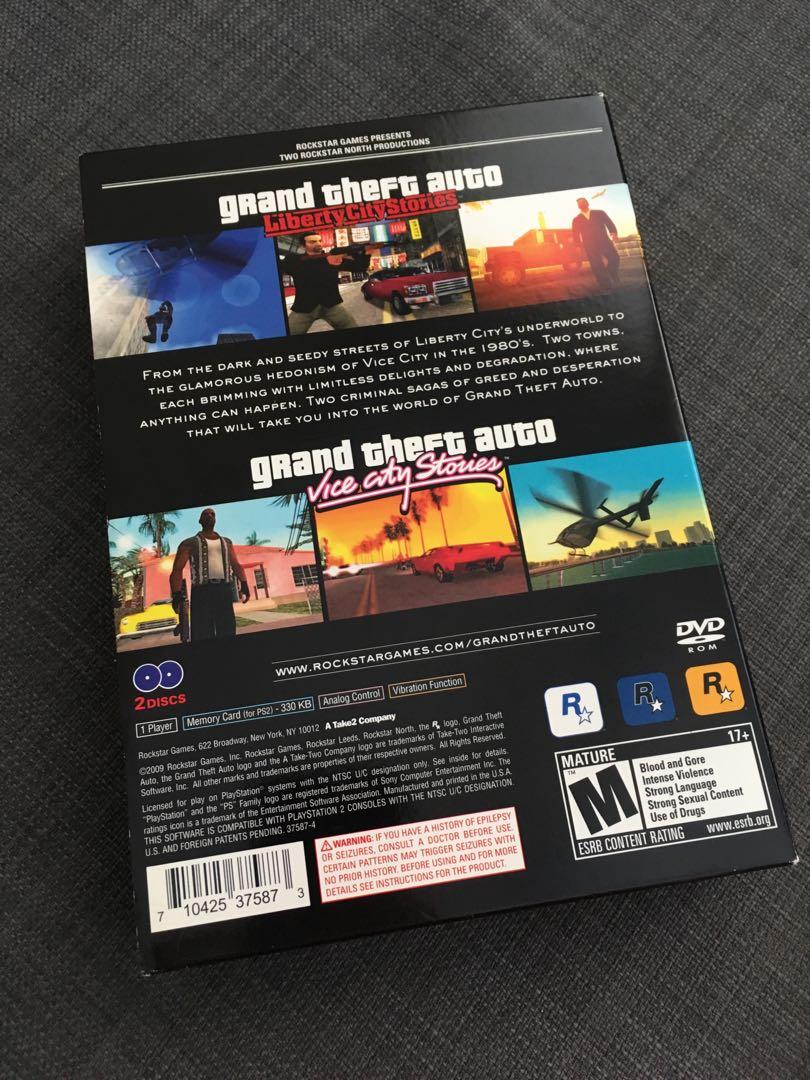 ROCKSTAR GAMES PRESENTS
TWO ROCKSTAR NORTH PRODUCTIONS
grand theft auto
Liberty City Stories
FROM THE DARK AND SEEDY STREETS OF LIBERTY CITY'S UNDERWORLD TO
THE GLAMOROUS HEDONISM OF VICE CITY IN THE 1980'S. TWO TOWNS,
EACH BRIMMING WITH LIMITLESS DELIGHTS AND DEGRADATION, WHERE
ANYTHING CAN HAPPEN. TWO CRIMINAL SAGAS OF GREED AND DESPERATION
THAT WILL TAKE YOU INTO THE WORLD OF GRAND THEFT AUTO.
grand theft auto
Vice City Stories™
WWW.ROCKSTARGAMES.COM/GRANDTHEFTAUTO
DVD
ROM
2 DISCS
1 Player
Memory Card (for PS2) - 330 KB
Analog Control
Vibration Function
R
R
R
Rockstar Games, 622 Broadway, New York, NY 10012 A Take2 Company
©2009 Rockstar Games, Inc. Rockstar Games, Rockstar Leeds, Rockstar North, the R logo, Grand Theft
Auto, the Grand Theft Auto logo and the A Take-Two Company logo are trademarks of Take-Two Interactive
Software, Inc. All other marks and trademarks are properties of their respective owners. All Rights Reserved.
Licensed for play on PlayStation® systems with the NTSC U/C designation only. See inside for details.
"PlayStation" and the "PS" Family logo are registered trademarks of Sony Computer Entertainment Inc. The
ratings icon is a trademark of the Entertainment Software Association. Manufactured and printed in the U.S.A.
THIS SOFTWARE IS COMPATIBLE WITH PLAYSTATION 2 CONSOLES WITH THE NTSC U/C DESIGNATION.
U.S. AND FOREIGN PATENTS PENDING. 37587-4
MATURE 17+
M
™
Blood and Gore
Intense Violence
Strong Language
Strong Sexual Content
Use of Drugs
ESRB CONTENT RATING www.esrb.org
WARNING: IF YOU HAVE A HISTORY OF EPILEPSY
OR SEIZURES, CONSULT A DOCTOR BEFORE USE.
CERTAIN PATTERNS MAY TRIGGER SEIZURES WITH
NO PRIOR HISTORY. BEFORE USING AND FOR MORE
DETAILS SEE INSTRUCTIONS FOR THE PRODUCT.
7 10425 37587 3